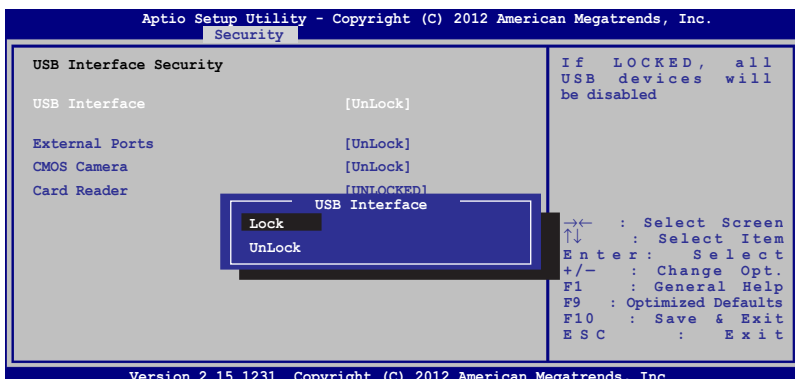 Aptio Setup Utility - Copyright (C) 2012 American Megatrends, Inc.
Security
USB Interface Security
USB Interface [UnLock]
External Ports [UnLock]
CMOS Camera [UnLock]
Card Reader [UNLOCKED]
USB Interface
Lock
UnLock
If LOCKED, all
USB devices will
be disabled
→← : Select Screen
↑↓ : Select Item
Enter: Select
+/— : Change Opt.
F1 : General Help
F9 : Optimized Defaults
F10 : Save & Exit
ESC : Exit
Version 2.15.1231. Copyright (C) 2012 American Megatrends, Inc.